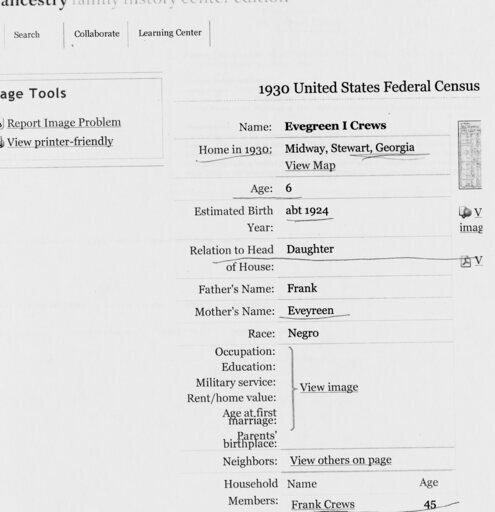 ancestry family history center edition
Search Collaborate Learning Center
age Tools
Report Image Problem
View printer-friendly
1930 United States Federal Census
Name: Evegreen I Crews
Home in 1930: Midway, Stewart, Georgia
View Map
Age: 6
Estimated Birth Year: abt 1924
Relation to Head of House: Daughter
Father's Name: Frank
Mother's Name: Eveyreen
Race: Negro
Occupation:
Education:
Military service:
Rent/home value:
Age at first marriage:
Parents' birthplace:
View image
Neighbors: View others on page
Household Members: Name Age
Frank Crews 45
V
imag
V